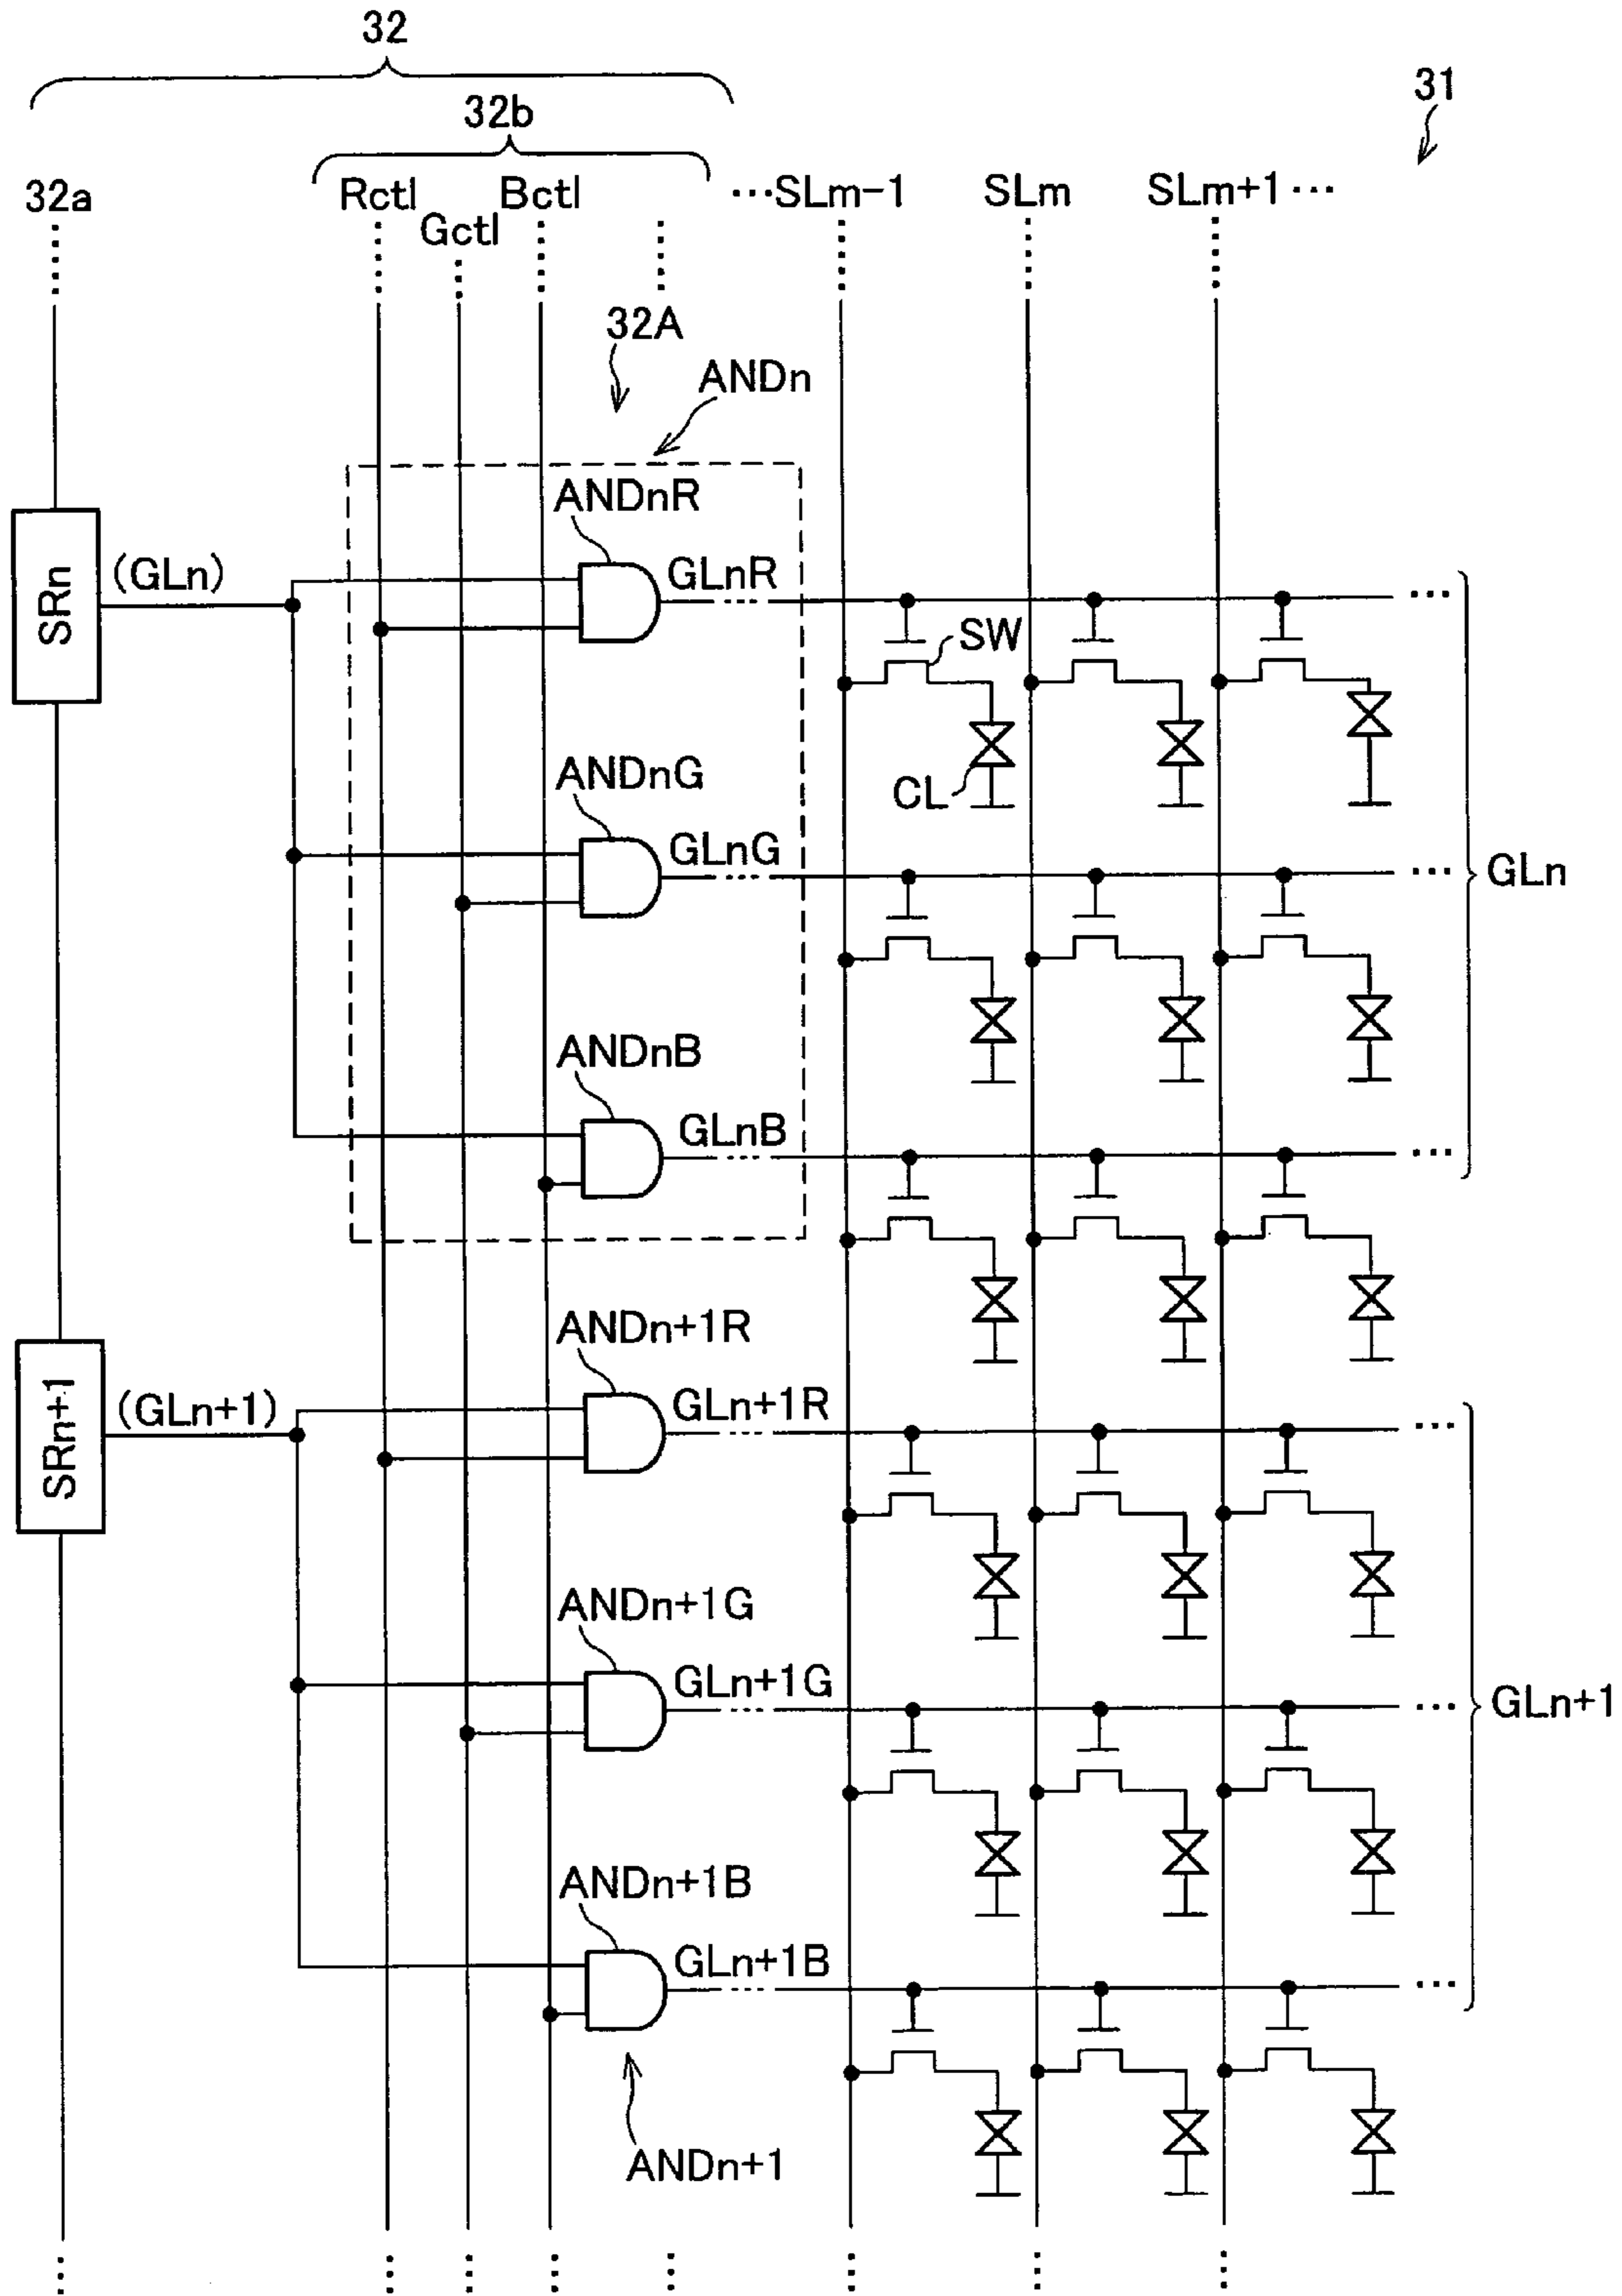 32
31
32b
32a
Rctl
Gctl
Bctl
…SLm-1
SLm
SLm+1 …
32A
ANDn
ANDnR
SRn
(GLn)
GLnR
…
SW
CL
ANDnG
GLnG
…
GLn
ANDnB
GLnB
…
ANDn+1R
SRn+1
(GLn+1)
GLn+1R
…
ANDn+1G
GLn+1G
…
GLn+1
ANDn+1B
GLn+1B
…
ANDn+1